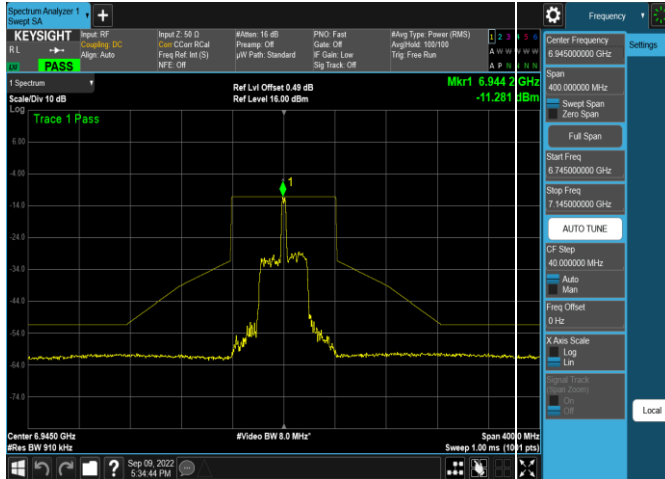 Spectrum Analyzer 1
Swept SA
Frequency
KEYSIGHT
R L
PASS
Input: RF
Coupling: DC
Align: Auto
Input Z: 50 Ω
Corr CCorr RCal
Freq Ref: Int (S)
NFE: Off
#Atten: 16 dB
Preamp: Off
µW Path: Standard
PNO: Fast
Gate: Off
IF Gain: Low
Sig Track: Off
#Avg Type: Power (RMS)
Avg|Hold: 100/100
Trig: Free Run
1 2 3 4 5 6
A W W W W W
A P N N N N
1 Spectrum
Scale/Div 10 dB
Log
Ref Lvl Offset 0.49 dB
Ref Level 16.00 dBm
Mkr1 6.944 2 GHz
-11.281 dBm
Trace 1 Pass
1
6.00
-4.00
-14.0
-24.0
-34.0
-44.0
-54.0
-64.0
-74.0
Center 6.9450 GHz
#Res BW 910 kHz
#Video BW 8.0 MHz*
Span 400.0 MHz
Sweep 1.00 ms (1001 pts)
Sep 09, 2022
5:34:44 PM
Center Frequency
6.945000000 GHz
Settings
Span
400.000000 MHz
Swept Span
Zero Span
Full Span
Start Freq
6.745000000 GHz
Stop Freq
7.145000000 GHz
AUTO TUNE
CF Step
40.000000 MHz
Auto
Man
Freq Offset
0 Hz
X Axis Scale
Log
Lin
Signal Track
(Span Zoom)
On
Off
Local